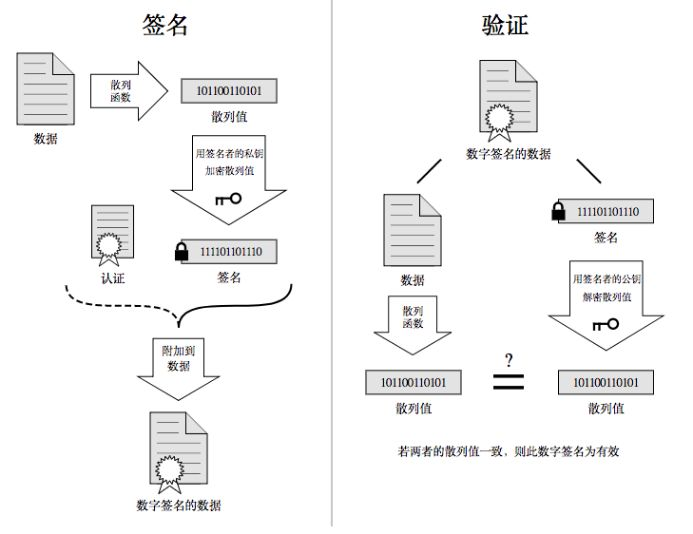 签名
散列
函数
101100110101
数据
散列值
用签名者的私钥
加密散列值
111101101110
认证
签名
附加到
数据
数字签名的数据
验证
数字签名的数据
111101101110
签名
数据
用签名者的公钥
解密散列值
散列
函数
?
101100110101
101100110101
散列值
散列值
若两者的散列值一致，则此数字签名为有效